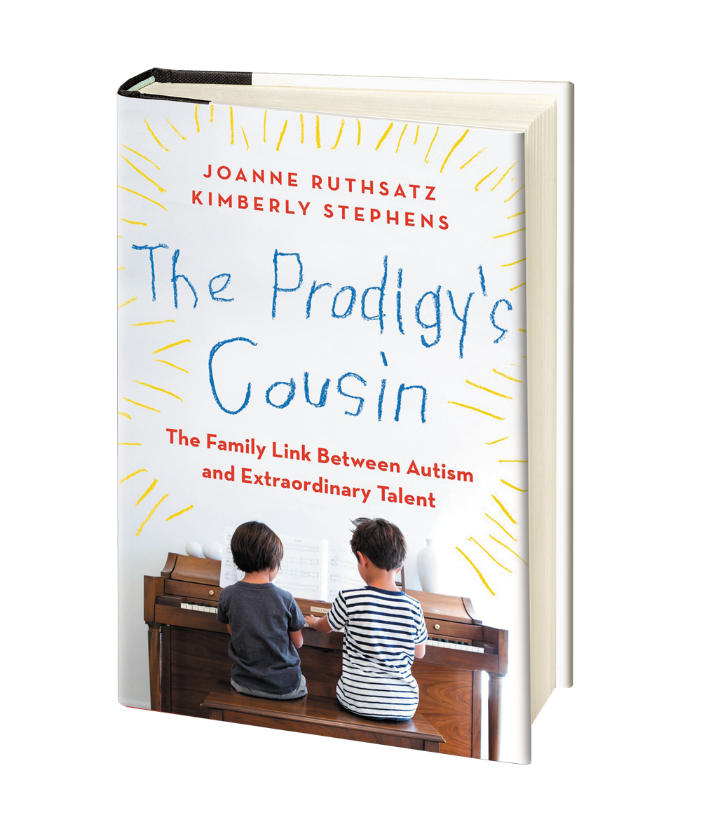 JOANNE RUTHSATZ
KIMBERLY STEPHENS
The Prodigy's
Cousin
The Family Link Between Autism
and Extraordinary Talent